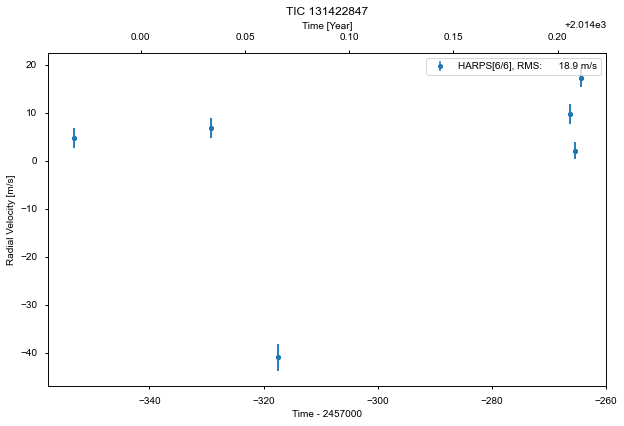 TIC 131422847
Time [Year]
0.00 0.05 0.10 0.15 0.20
+2.014e3
HARPS[6/6], RMS: 18.9 m/s
20
10
0
−10
−20
−30
−40
Radial Velocity [m/s]
−340 −320 −300 −280 −260
Time - 2457000